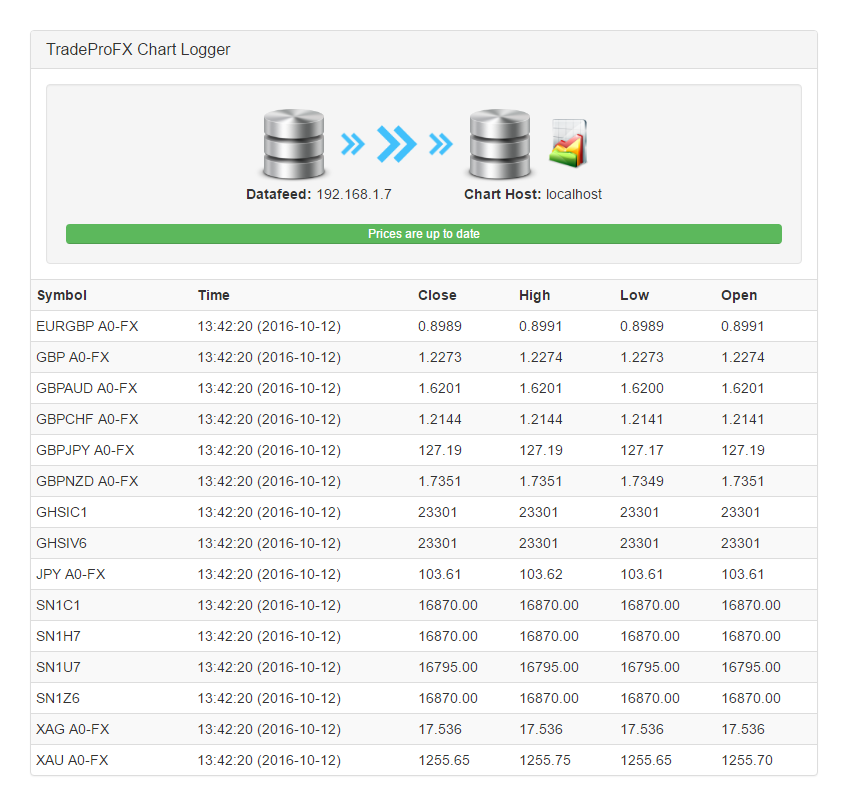 TradeProFX Chart Logger
Datafeed: 192.168.1.7 Chart Host: localhost
Prices are up to date
Symbol Time Close High Low Open
EURGBP A0-FX 13:42:20 (2016-10-12) 0.8989 0.8991 0.8989 0.8991
GBP A0-FX 13:42:20 (2016-10-12) 1.2273 1.2274 1.2273 1.2274
GBPAUD A0-FX 13:42:20 (2016-10-12) 1.6201 1.6201 1.6200 1.6201
GBPCHF A0-FX 13:42:20 (2016-10-12) 1.2144 1.2144 1.2141 1.2141
GBPJPY A0-FX 13:42:20 (2016-10-12) 127.19 127.19 127.17 127.19
GBPNZD A0-FX 13:42:20 (2016-10-12) 1.7351 1.7351 1.7349 1.7351
GHSIC1 13:42:20 (2016-10-12) 23301 23301 23301 23301
GHSIV6 13:42:20 (2016-10-12) 23301 23301 23301 23301
JPY A0-FX 13:42:20 (2016-10-12) 103.61 103.62 103.61 103.61
SN1C1 13:42:20 (2016-10-12) 16870.00 16870.00 16870.00 16870.00
SN1H7 13:42:20 (2016-10-12) 16870.00 16870.00 16870.00 16870.00
SN1U7 13:42:20 (2016-10-12) 16795.00 16795.00 16795.00 16795.00
SN1Z6 13:42:20 (2016-10-12) 16870.00 16870.00 16870.00 16870.00
XAG A0-FX 13:42:20 (2016-10-12) 17.536 17.536 17.536 17.536
XAU A0-FX 13:42:20 (2016-10-12) 1255.65 1255.75 1255.65 1255.70